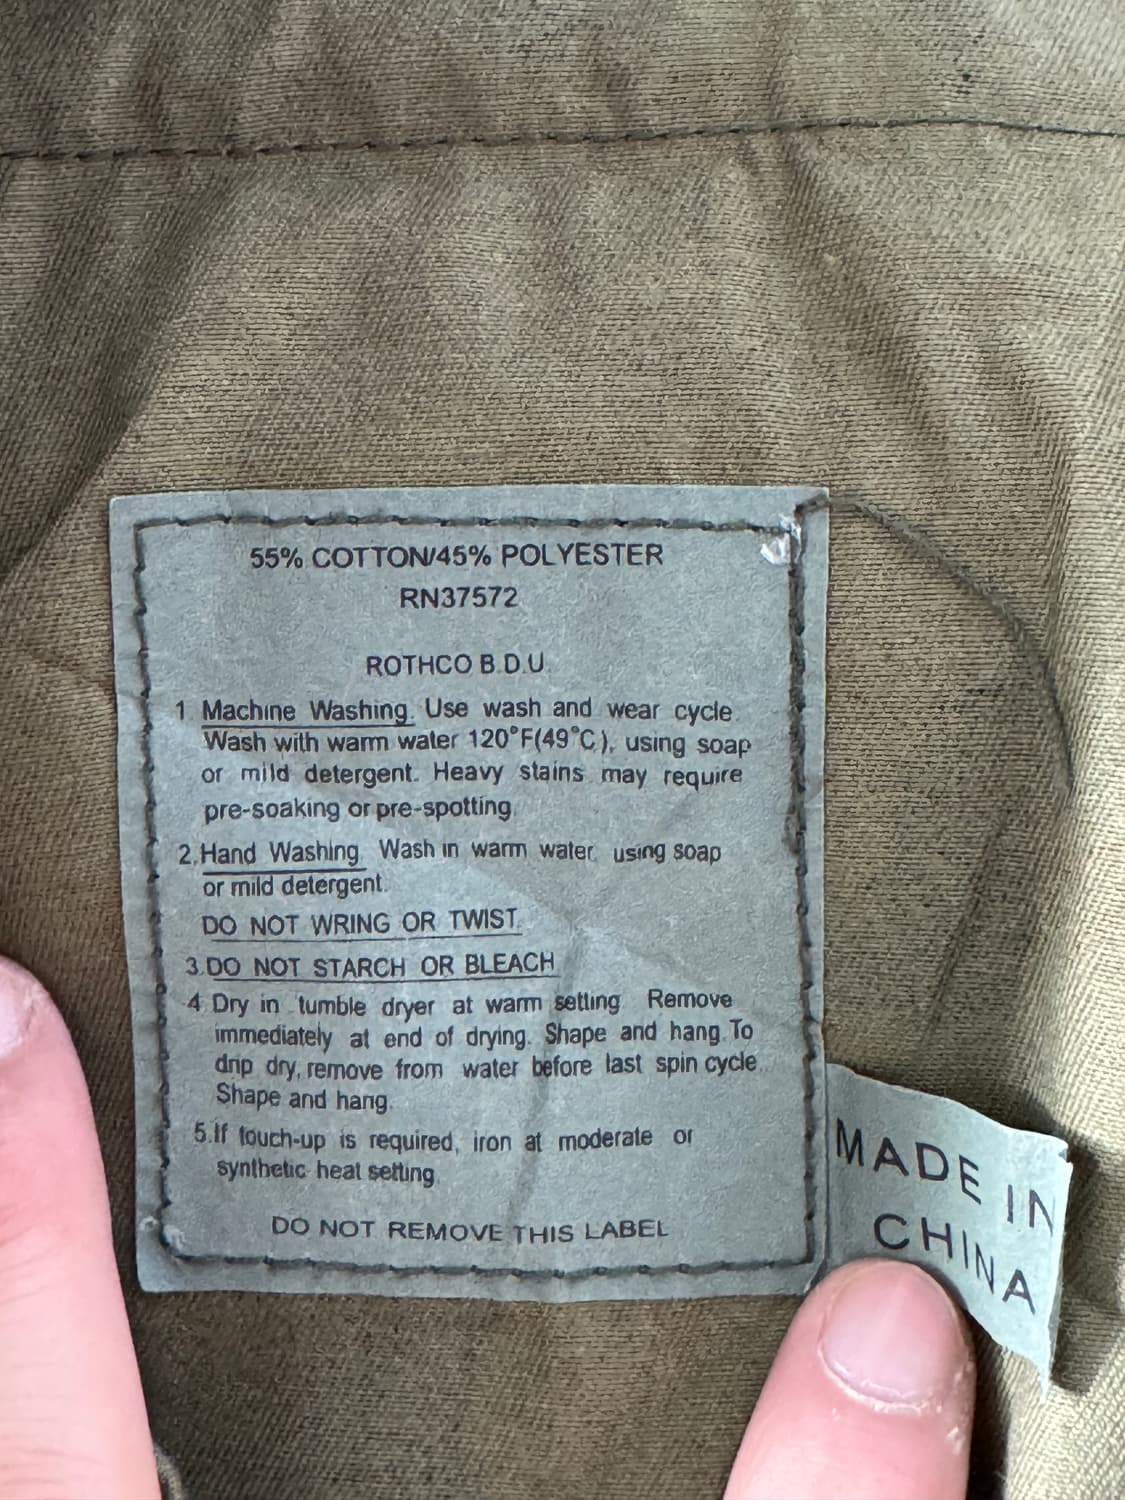 55% COTTON/45% POLYESTER
RN37572
ROTHCO B.D.U.
1 Machine Washing. Use wash and wear cycle.
Wash with warm water 120°F(49°C), using soap
or mild detergent. Heavy stains may require
pre-soaking or pre-spotting.
2,Hand Washing. Wash in warm water using soap
or mild detergent.
DO NOT WRING OR TWIST.
3.DO NOT STARCH OR BLEACH
4 Dry in tumble dryer at warm setting Remove
immediately at end of drying. Shape and hang. To
drip dry, remove from water before last spin cycle.
Shape and hang.
5.If touch-up is required, iron at moderate or
synthetic heat setting.
DO NOT REMOVE THIS LABEL
MADE IN
CHINA